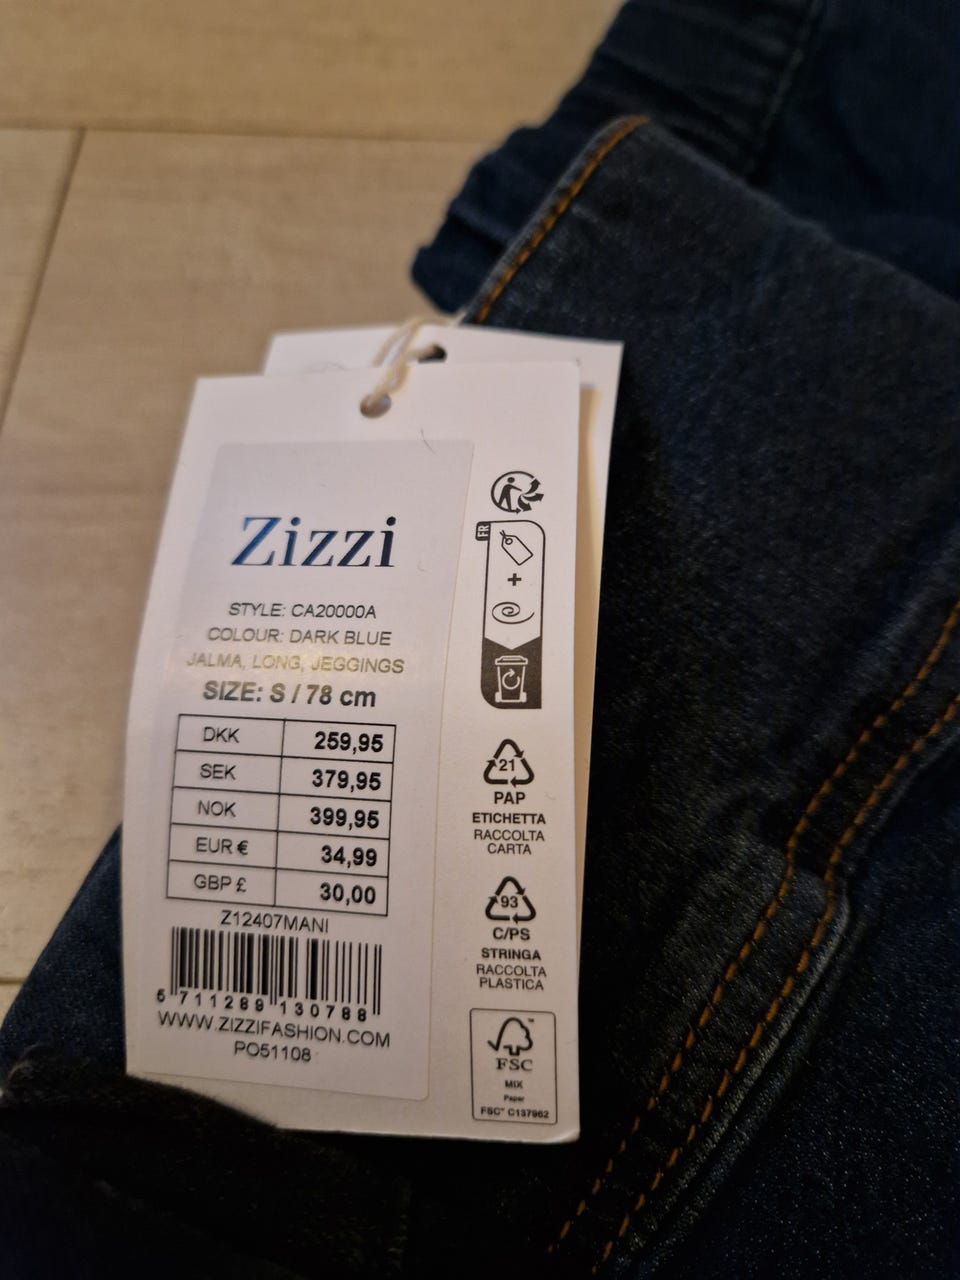 Zizzi
STYLE: CA20000A
COLOUR: DARK BLUE
JALMA, LONG, JEGGINGS
SIZE: S / 78 cm
DKK 259,95
SEK 379,95
NOK 399,95
EUR € 34,99
GBP £ 30,00
Z12407MANI
5 711289 130788
WWW.ZIZZIFASHION.COM
PO51108
FR
+
21
PAP
ETICHETTA
RACCOLTA
CARTA
93
C/PS
STRINGA
RACCOLTA
PLASTICA
FSC
MIX
Paper
FSC® C137962